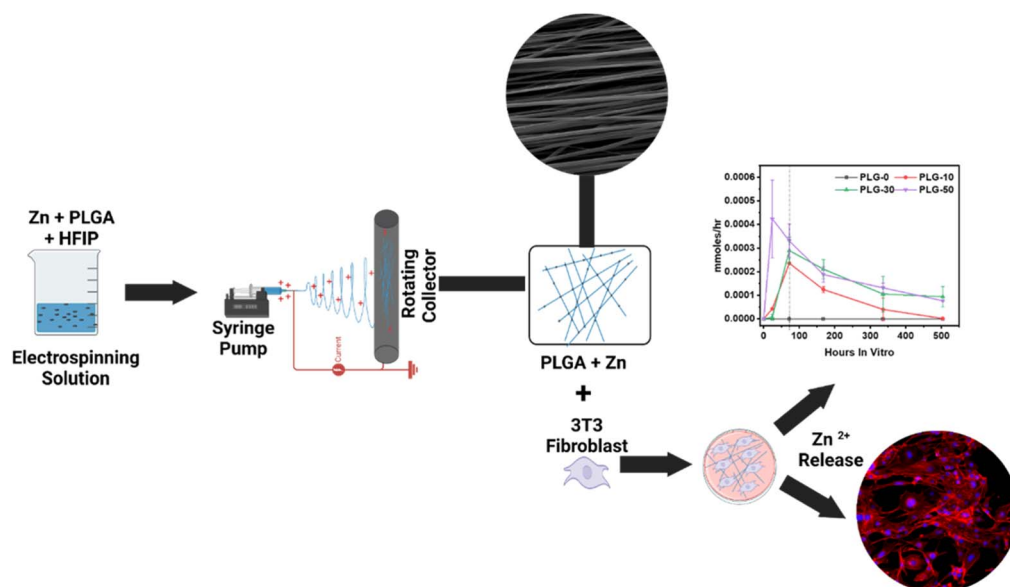 Zn + PLGA
+ HFIP
Electrospinning
Solution
Syringe
Pump
Current
Rotating
Collector
PLGA + Zn
+
3T3
Fibroblast
Zn 2+
Release
PLG-0 PLG-10
PLG-30 PLG-50
mmoles/hr
0.0006
0.0005
0.0004
0.0003
0.0002
0.0001
0.0000
0 100 200 300 400 500
Hours In Vitro